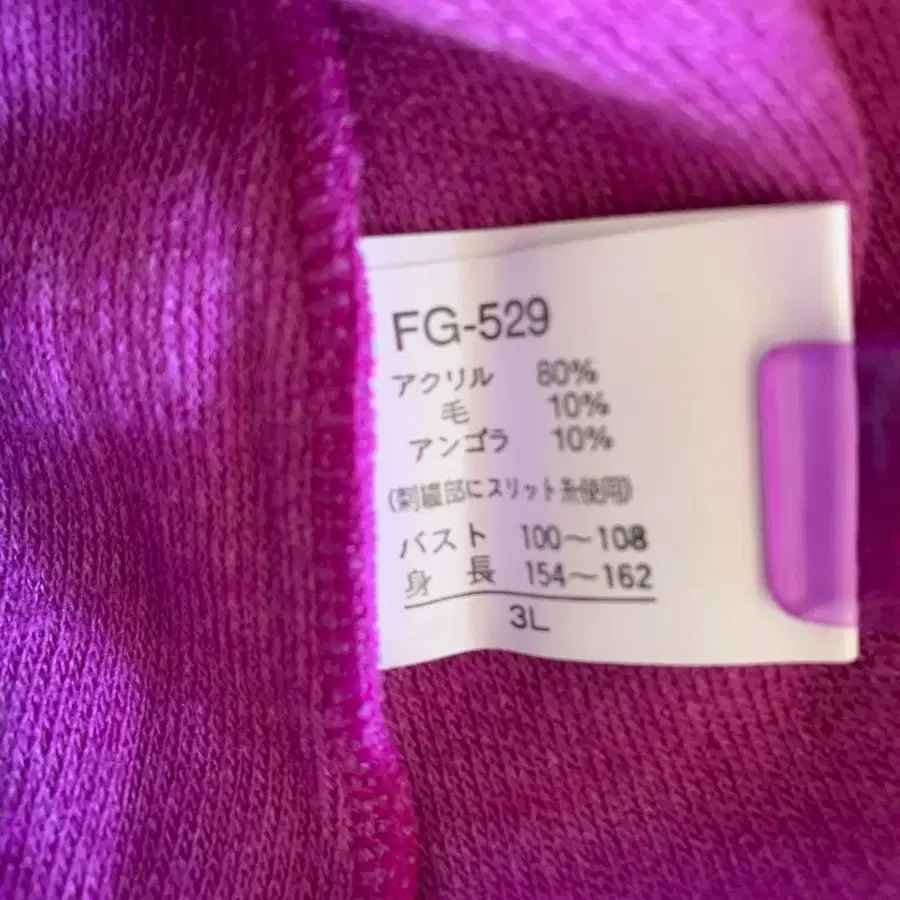 FG-529
アクリル 80%
毛 10%
アンゴラ 10%
(刺繍部にスリット糸使用)
バスト 100～108
身長 154～162
3L